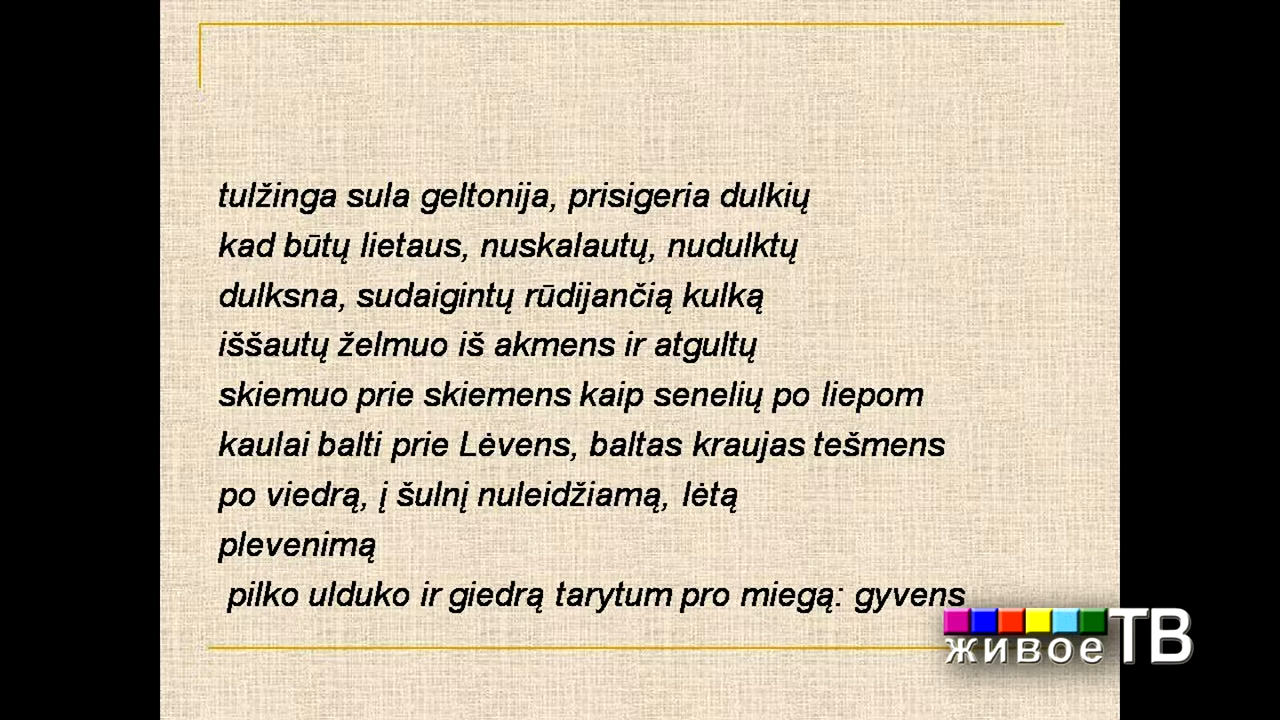 tulžinga sula geltonija, prisigeria dulkių
kad būtų lietaus, nuskalautų, nudulktų
dulksna, sudaigintų rūdijančią kulką
iššautų želmuo iš akmens ir atgultų
skiemuo prie skiemens kaip senelių po liepom
kaulai balti prie Lėvens, baltas kraujas tešmens
po viedrą, į šulnį nuleidžiamą, lėtą
plevenimą
pilko ulduko ir giedrą tarytum pro miegą: gyvens
живоеТВ